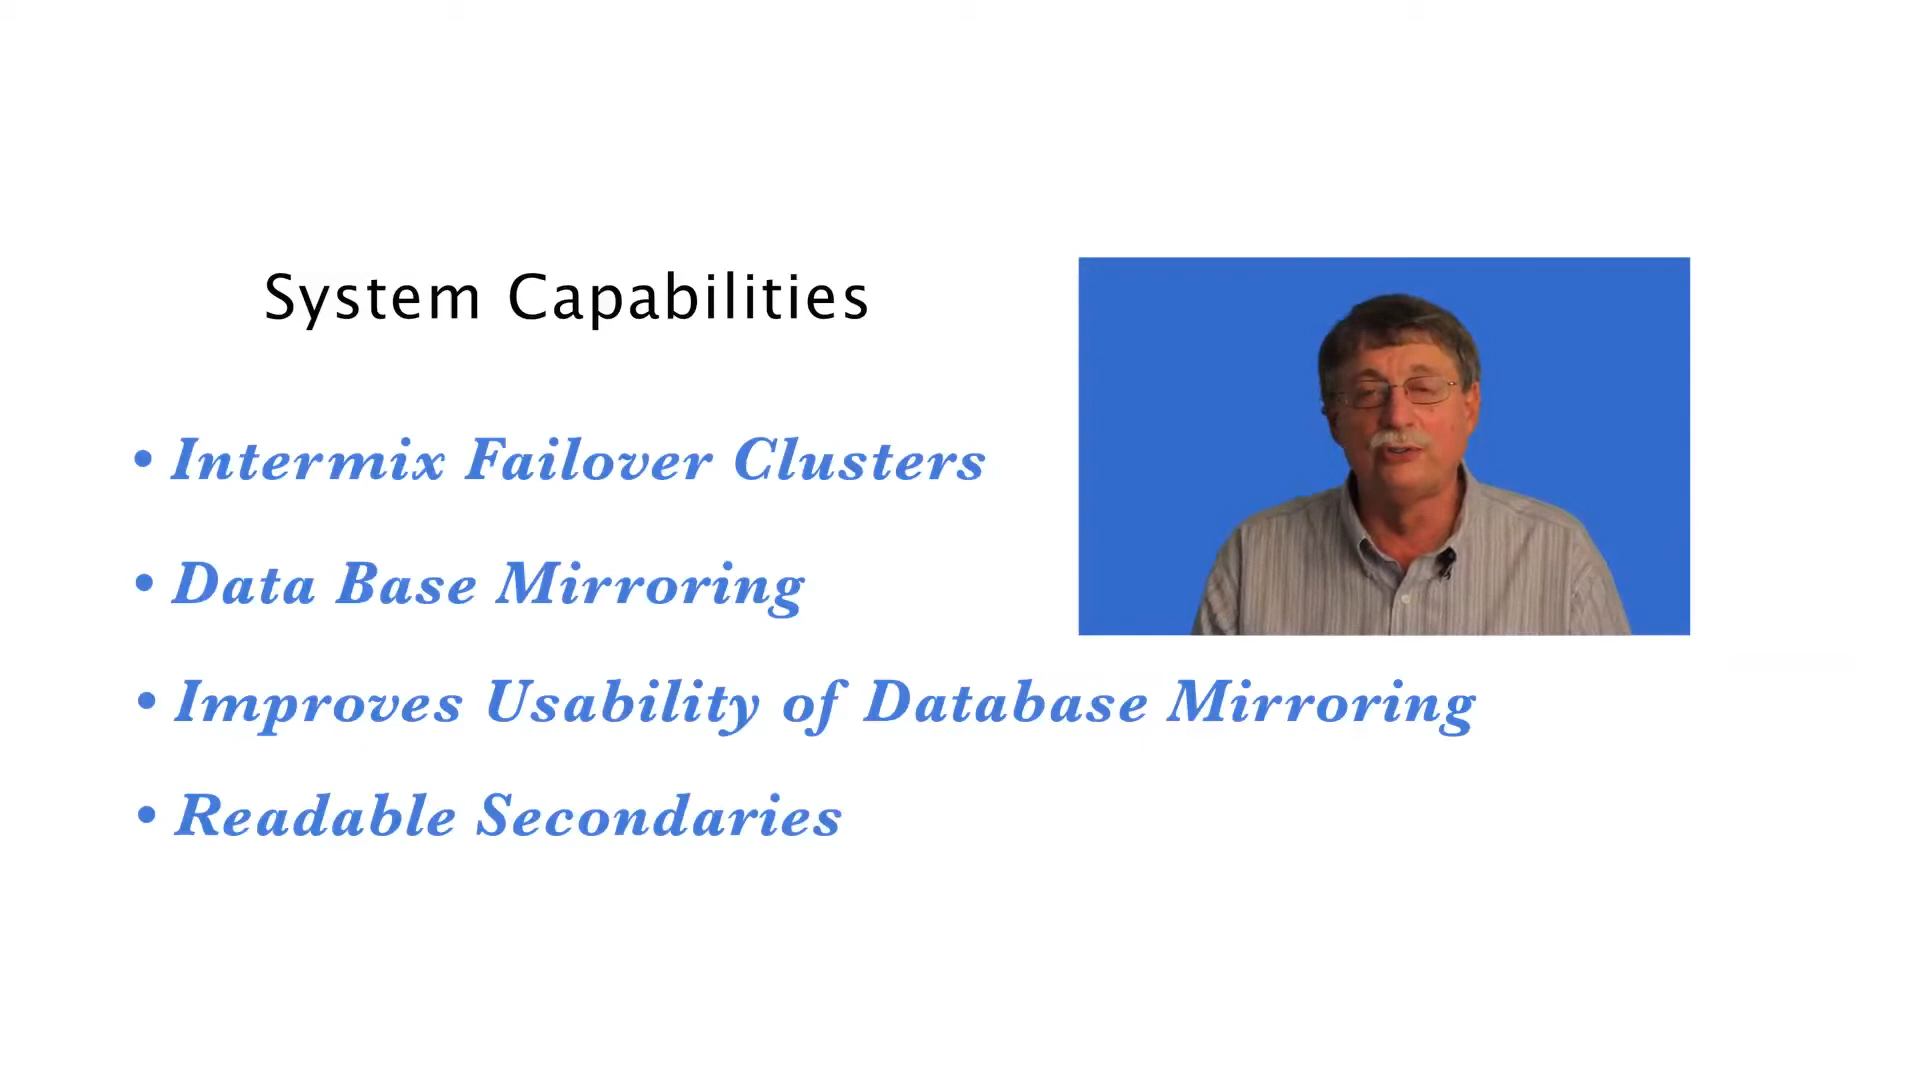 System Capabilities
• Intermix Failover Clusters
• Data Base Mirroring
• Improves Usability of Database Mirroring
• Readable Secondaries